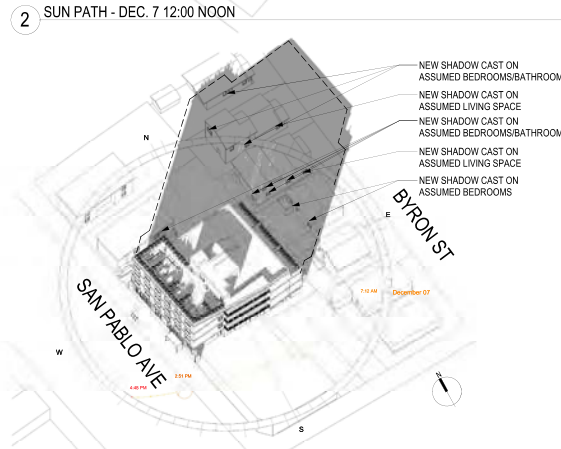 2 SUN PATH - DEC. 7 12:00 NOON
NEW SHADOW CAST ON
ASSUMED BEDROOMS/BATHROOM
NEW SHADOW CAST ON
ASSUMED LIVING SPACE
NEW SHADOW CAST ON
ASSUMED BEDROOMS/BATHROOM
NEW SHADOW CAST ON
ASSUMED LIVING SPACE
NEW SHADOW CAST ON
ASSUMED BEDROOMS
N
E
BYRON ST
7:12 AM
December 07
SAN PABLO AVE
W
2:51 PM
4:48 PM
N
S